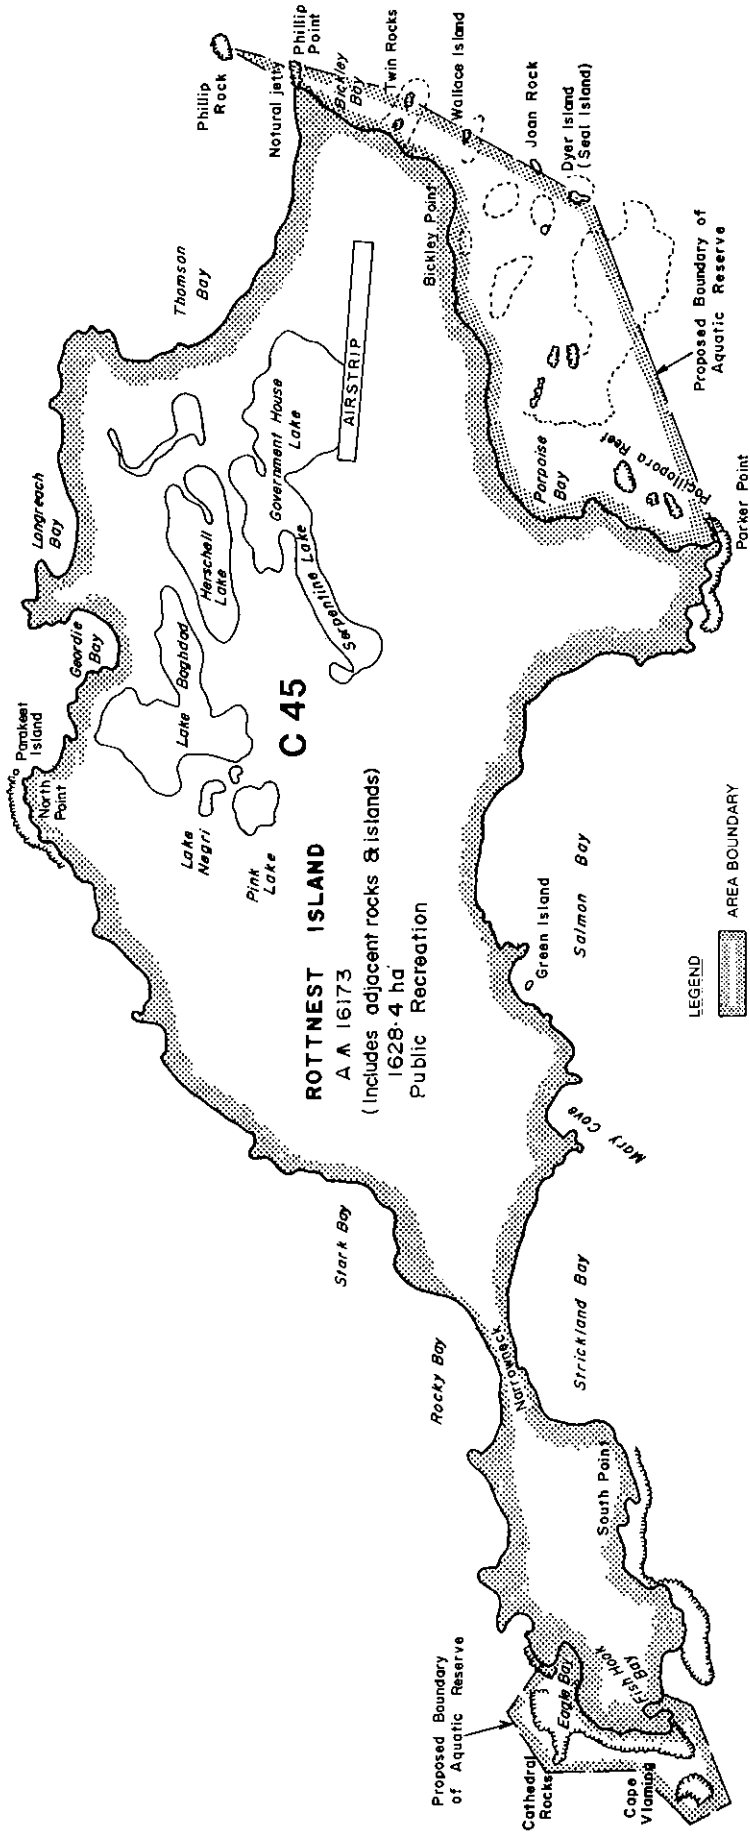 Phillip
Rock
Natural jetty
Phillip
Point
Bickley
Bay
Twin Rocks
Wallace Island
Joan Rock
Dyer Island
(Seal Island)
Thomson
Bay
Bickley Point
Proposed Boundary of
Aquatic Reserve
AIRSTRIP
Longreach
Bay
Government House
Lake
Herschell
Lake
Serpentine Lake
Porpoise
Bay
Pocillopora Reef
Parker Point
Geordie
Bay
Lake
Baghdad
Parakeet
Island
North
Point
Lake
Negri
Pink
Lake
C 45
ROTTNEST ISLAND
A 16173
(Includes adjacent rocks & islands)
1628·4 ha
Public Recreation
Green Island
Salmon Bay
Mary Cove
Stark Bay
Strickland Bay
Rocky Bay
Narrowneck
South Point
Fish Hook
Bay
Eagle Bay
Proposed Boundary
of Aquatic Reserve
Cathedral
Rocks
Cape
Vlaming
LEGEND
AREA BOUNDARY